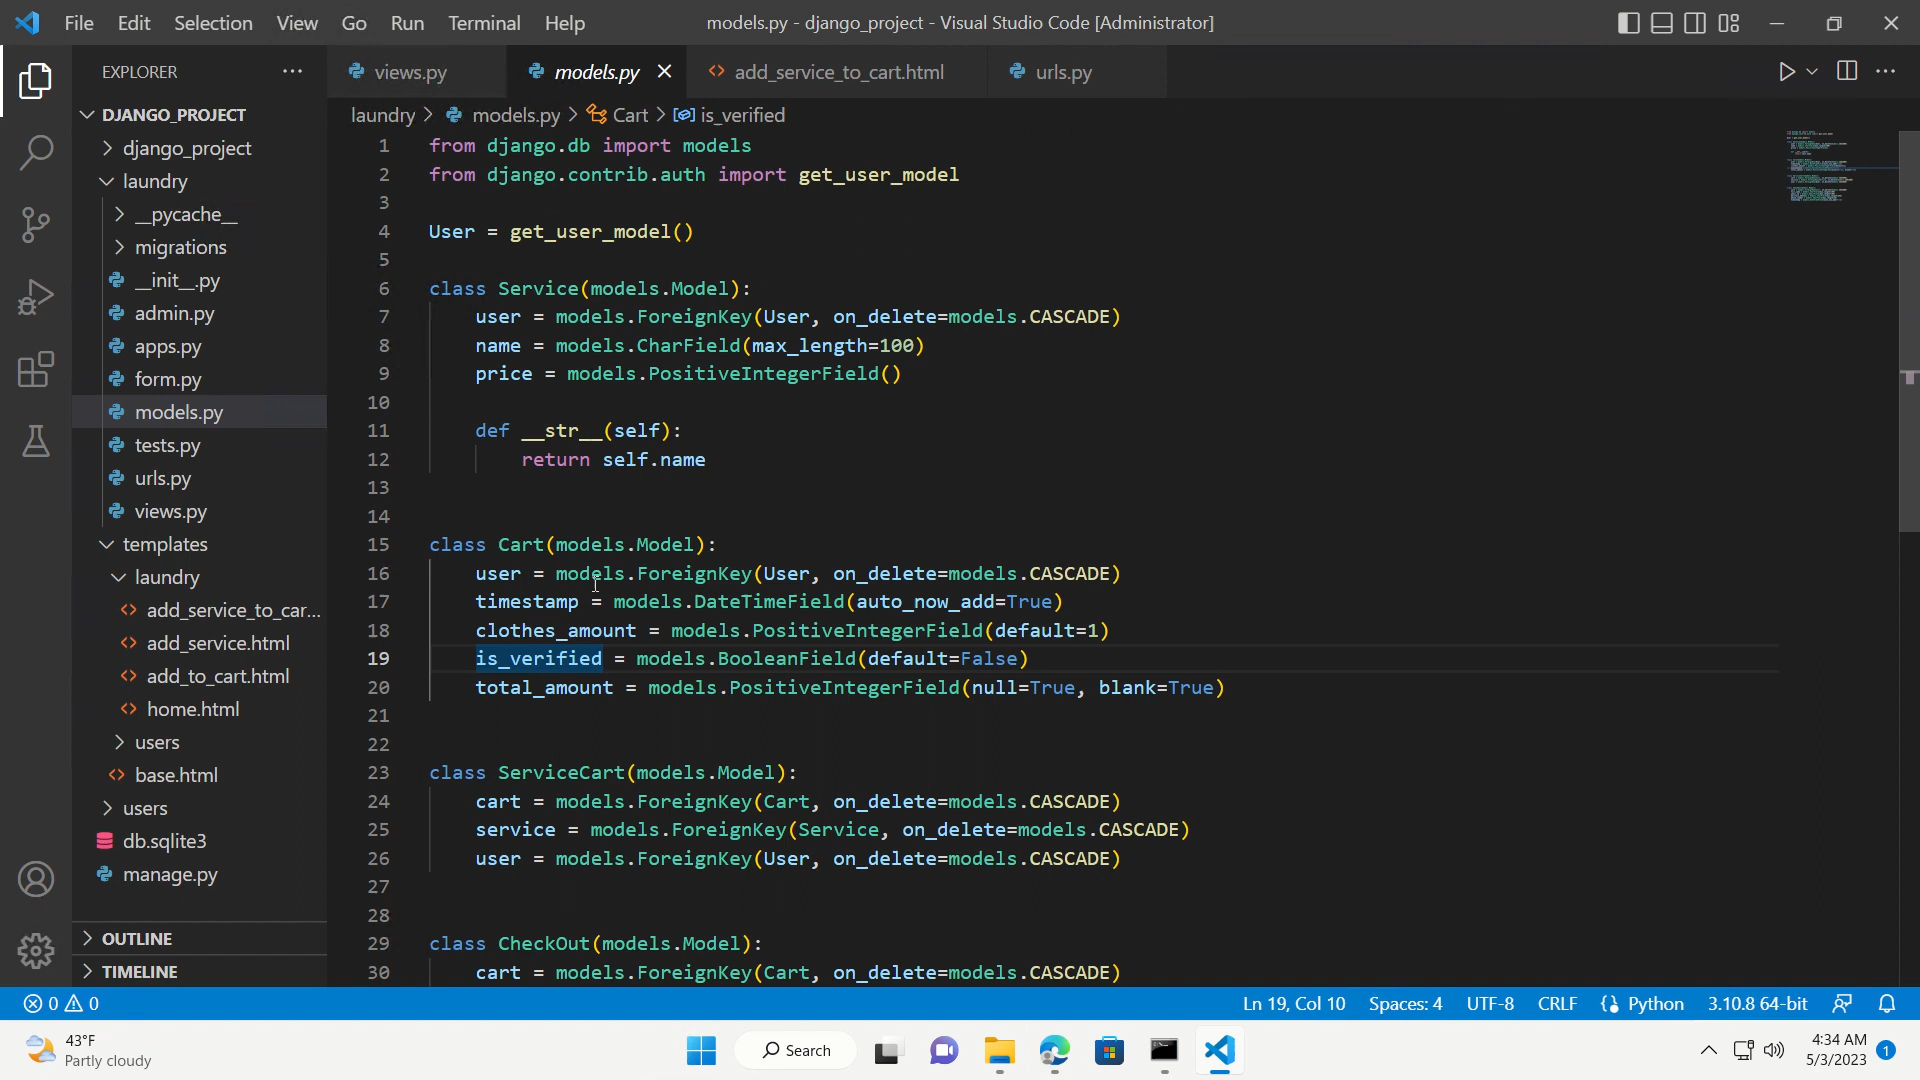 File Edit Selection View Go Run Terminal Help
models.py - django_project - Visual Studio Code [Administrator]
EXPLORER
views.py
models.py
add_service_to_cart.html
urls.py
laundry > models.py > Cart > is_verified
DJANGO_PROJECT
django_project
laundry
__pycache__
migrations
__init__.py
admin.py
apps.py
form.py
models.py
tests.py
urls.py
views.py
templates
laundry
add_service_to_car...
add_service.html
add_to_cart.html
home.html
users
base.html
users
db.sqlite3
manage.py
OUTLINE
TIMELINE
1 from django.db import models
2 from django.contrib.auth import get_user_model
3
4 User = get_user_model()
5
6 class Service(models.Model):
7 user = models.ForeignKey(User, on_delete=models.CASCADE)
8 name = models.CharField(max_length=100)
9 price = models.PositiveIntegerField()
10
11 def __str__(self):
12 return self.name
13
14
15 class Cart(models.Model):
16 user = models.ForeignKey(User, on_delete=models.CASCADE)
17 timestamp = models.DateTimeField(auto_now_add=True)
18 clothes_amount = models.PositiveIntegerField(default=1)
19 is_verified = models.BooleanField(default=False)
20 total_amount = models.PositiveIntegerField(null=True, blank=True)
21
22
23 class ServiceCart(models.Model):
24 cart = models.ForeignKey(Cart, on_delete=models.CASCADE)
25 service = models.ForeignKey(Service, on_delete=models.CASCADE)
26 user = models.ForeignKey(User, on_delete=models.CASCADE)
27
28
29 class CheckOut(models.Model):
30 cart = models.ForeignKey(Cart, on_delete=models.CASCADE)
0 0
Ln 19, Col 10 Spaces: 4 UTF-8 CRLF Python 3.10.8 64-bit
43°F
Partly cloudy
Search
4:34 AM
5/3/2023
1